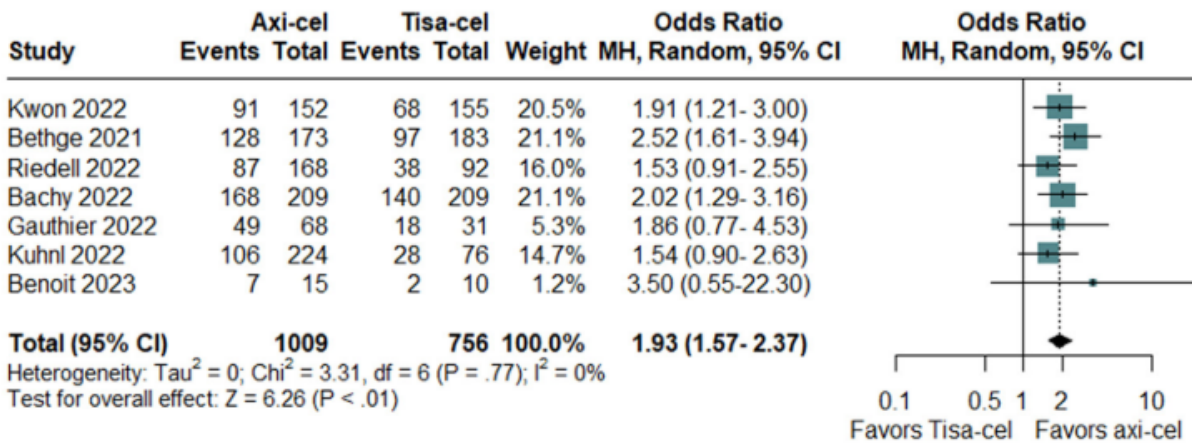 Axi-cel Tisa-cel Odds Ratio Odds Ratio
Study Events Total Events Total Weight MH, Random, 95% CI MH, Random, 95% CI
Kwon 2022 91 152 68 155 20.5% 1.91 (1.21- 3.00)
Bethge 2021 128 173 97 183 21.1% 2.52 (1.61- 3.94)
Riedell 2022 87 168 38 92 16.0% 1.53 (0.91- 2.55)
Bachy 2022 168 209 140 209 21.1% 2.02 (1.29- 3.16)
Gauthier 2022 49 68 18 31 5.3% 1.86 (0.77- 4.53)
Kuhnl 2022 106 224 28 76 14.7% 1.54 (0.90- 2.63)
Benoit 2023 7 15 2 10 1.2% 3.50 (0.55-22.30)
Total (95% CI) 1009 756 100.0% 1.93 (1.57- 2.37)
Heterogeneity: Tau² = 0; Chi² = 3.31, df = 6 (P = .77); I² = 0%
Test for overall effect: Z = 6.26 (P < .01)
0.1 0.5 1 2 10
Favors Tisa-cel Favors axi-cel